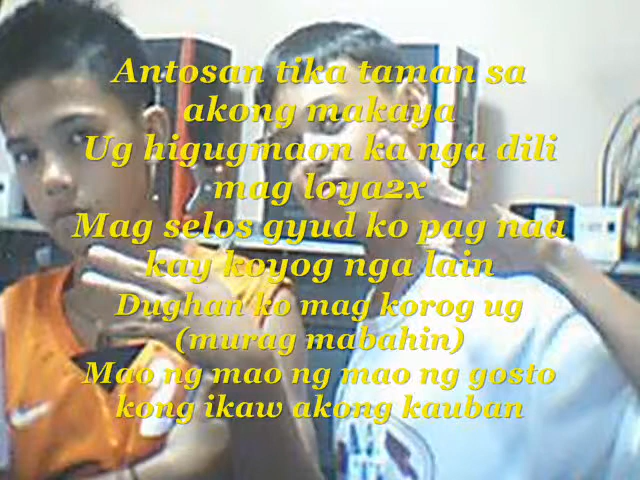 Antosan tika taman sa
akong makaya
Ug higugmaon ka nga dili
mag loya2x
Mag selos gyud ko pag naa
kay koyog nga lain
Dughan ko mag korog ug
(murag mabahin)
Mao ng mao ng mao ng gosto
kong ikaw akong kauban